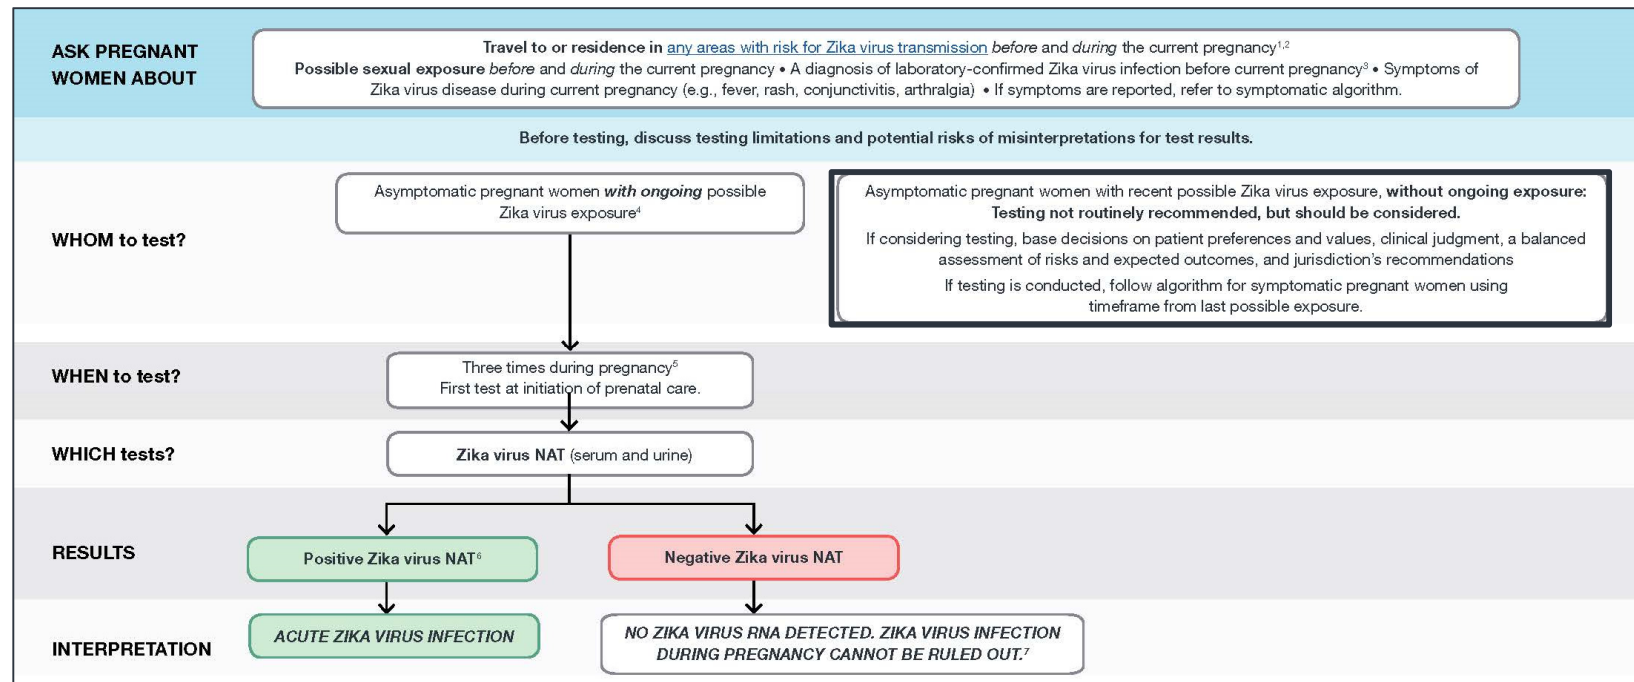 ASK PREGNANT
WOMEN ABOUT
Travel to or residence in any areas with risk for Zika virus transmission before and during the current pregnancy1,2
Possible sexual exposure before and during the current pregnancy • A diagnosis of laboratory-confirmed Zika virus infection before current pregnancy3 • Symptoms of
Zika virus disease during current pregnancy (e.g., fever, rash, conjunctivitis, arthralgia) • If symptoms are reported, refer to symptomatic algorithm.
Before testing, discuss testing limitations and potential risks of misinterpretations for test results.
WHOM to test?
Asymptomatic pregnant women with ongoing possible
Zika virus exposure4
Asymptomatic pregnant women with recent possible Zika virus exposure, without ongoing exposure:
Testing not routinely recommended, but should be considered.
If considering testing, base decisions on patient preferences and values, clinical judgment, a balanced
assessment of risks and expected outcomes, and jurisdiction's recommendations
If testing is conducted, follow algorithm for symptomatic pregnant women using
timeframe from last possible exposure.
WHEN to test?
Three times during pregnancy5
First test at initiation of prenatal care.
WHICH tests?
Zika virus NAT (serum and urine)
RESULTS
Positive Zika virus NAT6
Negative Zika virus NAT
INTERPRETATION
ACUTE ZIKA VIRUS INFECTION
NO ZIKA VIRUS RNA DETECTED. ZIKA VIRUS INFECTION
DURING PREGNANCY CANNOT BE RULED OUT.7